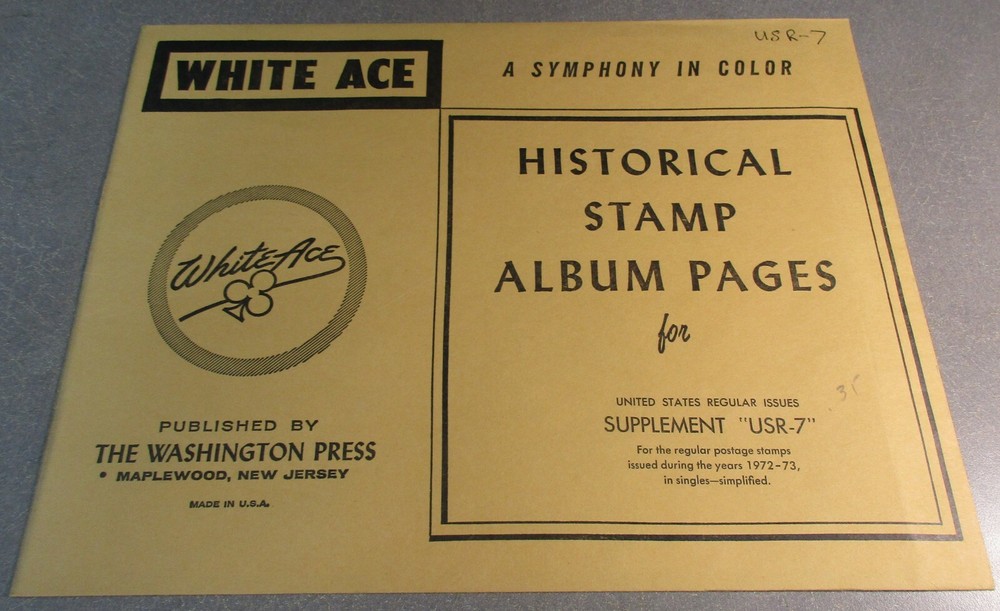 USR-7
WHITE ACE
A SYMPHONY IN COLOR
White Ace
PUBLISHED BY
THE WASHINGTON PRESS
• MAPLEWOOD, NEW JERSEY
MADE IN U.S.A.
HISTORICAL
STAMP
ALBUM PAGES
for
UNITED STATES REGULAR ISSUES
SUPPLEMENT "USR-7"
For the regular postage stamps
issued during the years 1972-73,
in singles—simplified.
.35